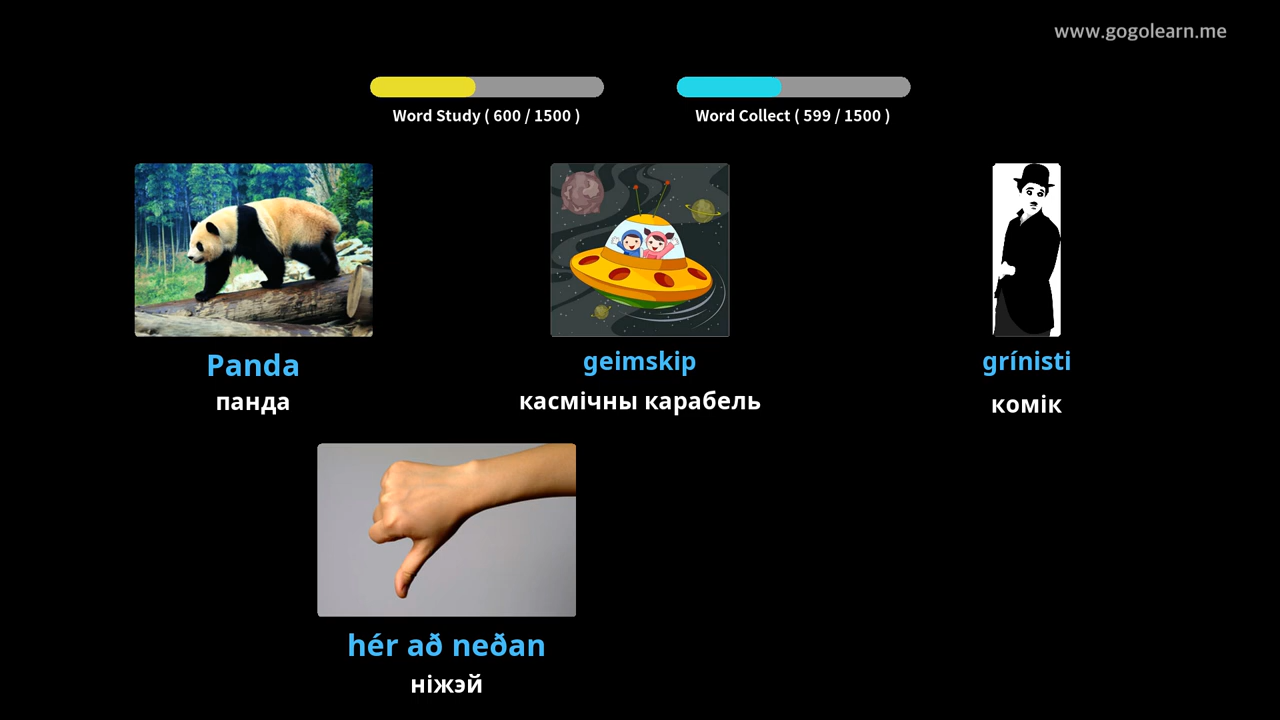 www.gogolearn.me
Word Study ( 600 / 1500 )
Word Collect ( 599 / 1500 )
Panda
панда
geimskip
касмічны карабель
grínisti
комік
hér að neðan
ніжэй